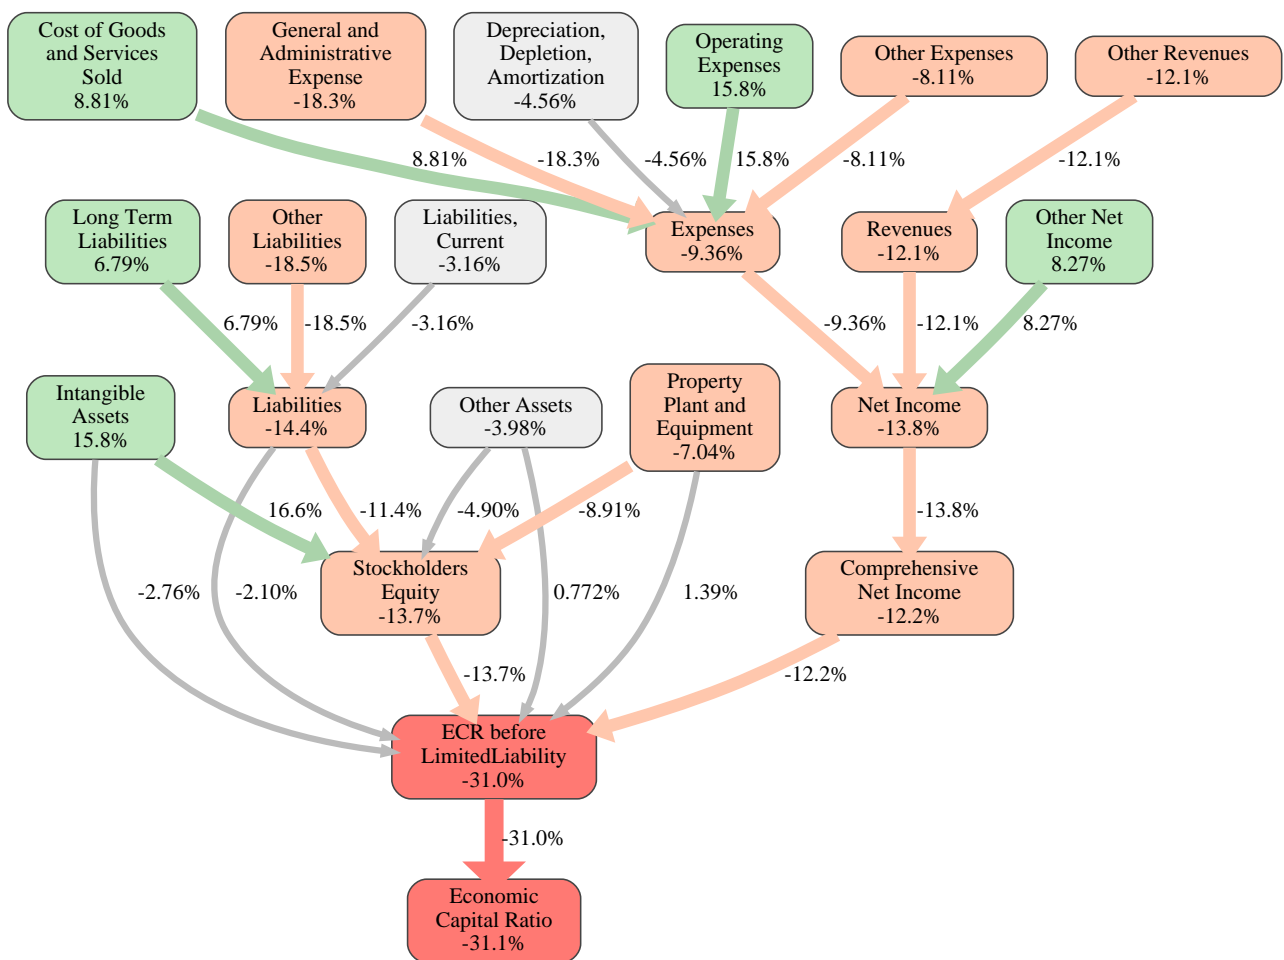 Cost of Goods
and Services
Sold
8.81%
General and
Administrative
Expense
-18.3%
Depreciation,
Depletion,
Amortization
-4.56%
Operating
Expenses
15.8%
Other Expenses
-8.11%
Other Revenues
-12.1%
8.81%
-18.3%
-4.56%
15.8%
-8.11%
-12.1%
Long Term
Liabilities
6.79%
Other
Liabilities
-18.5%
Liabilities,
Current
-3.16%
Expenses
-9.36%
Revenues
-12.1%
Other Net
Income
8.27%
6.79%
-18.5%
-3.16%
-9.36%
-12.1%
8.27%
Intangible
Assets
15.8%
Liabilities
-14.4%
Other Assets
-3.98%
Property
Plant and
Equipment
-7.04%
Net Income
-13.8%
16.6%
-11.4%
-4.90%
-8.91%
-13.8%
Stockholders
Equity
-13.7%
Comprehensive
Net Income
-12.2%
-2.76%
-2.10%
0.772%
1.39%
-13.7%
-12.2%
ECR before
LimitedLiability
-31.0%
-31.0%
Economic
Capital Ratio
-31.1%